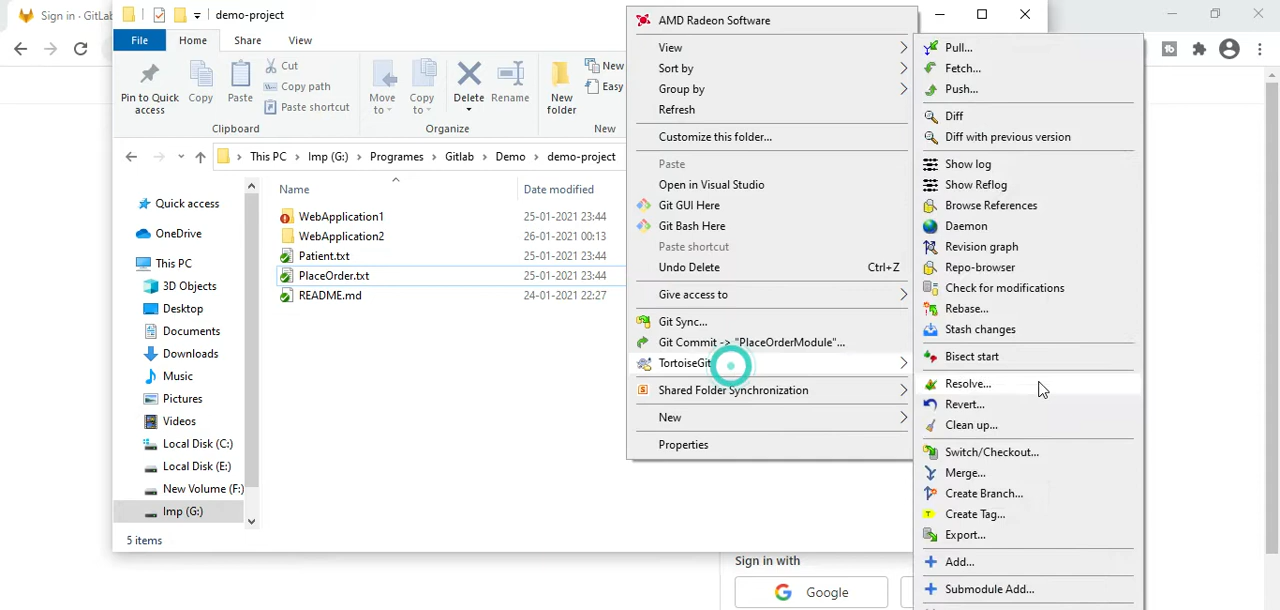 Sign in · GitLab
demo-project
File
Home
Share
View
Pin to Quick
access
Copy
Paste
Cut
Copy path
Paste shortcut
Clipboard
Move
to
Copy
to
Delete
Rename
Organize
New
folder
New
Easy
New
This PC
Imp (G:)
Programes
Gitlab
Demo
demo-project
Name
Date modified
WebApplication1
25-01-2021 23:44
WebApplication2
26-01-2021 00:13
Patient.txt
25-01-2021 23:44
PlaceOrder.txt
25-01-2021 23:44
README.md
24-01-2021 22:27
Quick access
OneDrive
This PC
3D Objects
Desktop
Documents
Downloads
Music
Pictures
Videos
Local Disk (C:)
Local Disk (E:)
New Volume (F:)
Imp (G:)
5 items
AMD Radeon Software
View
Sort by
Group by
Refresh
Customize this folder...
Paste
Open in Visual Studio
Git GUI Here
Git Bash Here
Paste shortcut
Undo Delete Ctrl+Z
Give access to
Git Sync...
Git Commit -> "PlaceOrderModule"...
TortoiseGit
Shared Folder Synchronization
New
Properties
Pull...
Fetch...
Push...
Diff
Diff with previous version
Show log
Show Reflog
Browse References
Daemon
Revision graph
Repo-browser
Check for modifications
Rebase...
Stash changes
Bisect start
Resolve...
Revert...
Clean up...
Switch/Checkout...
Merge...
Create Branch...
Create Tag...
Export...
Add...
Submodule Add...
Sign in with
Google